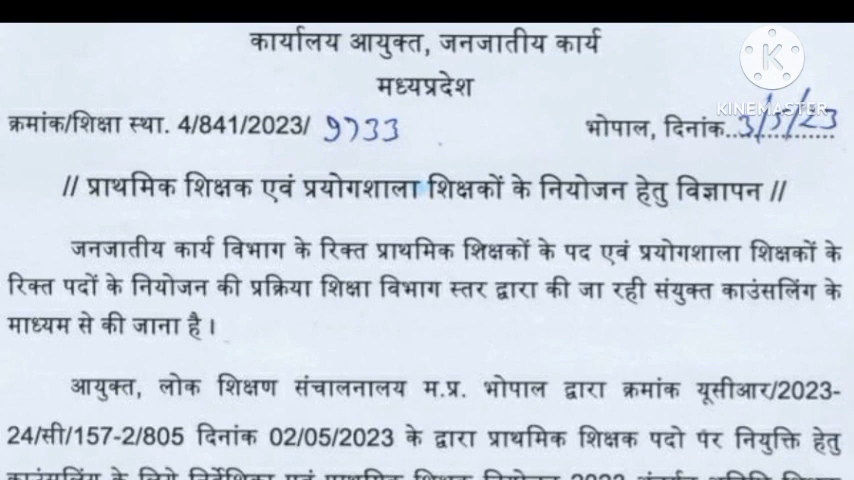 कार्यालय आयुक्त, जनजातीय कार्य
मध्यप्रदेश
KINEMASTER
क्रमांक/शिक्षा स्था. 4/841/2023/ 9733
भोपाल, दिनांक..3/5/23
// प्राथमिक शिक्षक एवं प्रयोगशाला शिक्षकों के नियोजन हेतु विज्ञापन //
जनजातीय कार्य विभाग के रिक्त प्राथमिक शिक्षकों के पद एवं प्रयोगशाला शिक्षकों के
रिक्त पदों के नियोजन की प्रक्रिया शिक्षा विभाग स्तर द्वारा की जा रही संयुक्त काउंसलिंग के
माध्यम से की जाना है।
आयुक्त, लोक शिक्षण संचालनालय म.प्र. भोपाल द्वारा क्रमांक यूसीआर/2023-
24/सी/157-2/805 दिनांक 02/05/2023 के द्वारा प्राथमिक शिक्षक पदो पर नियुक्ति हेतु